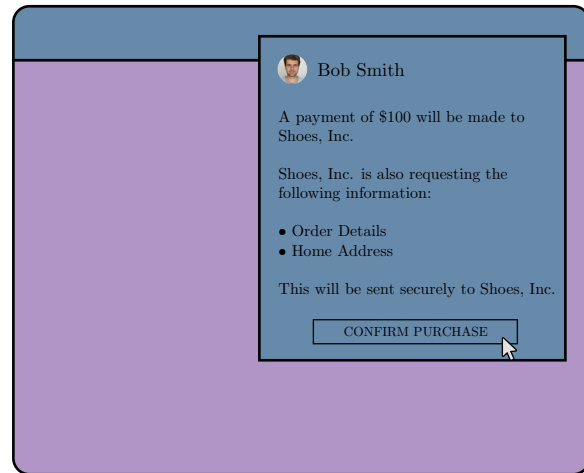 Bob Smith
A payment of $100 will be made to
Shoes, Inc.
Shoes, Inc. is also requesting the
following information:
• Order Details
• Home Address
This will be sent securely to Shoes, Inc.
CONFIRM PURCHASE